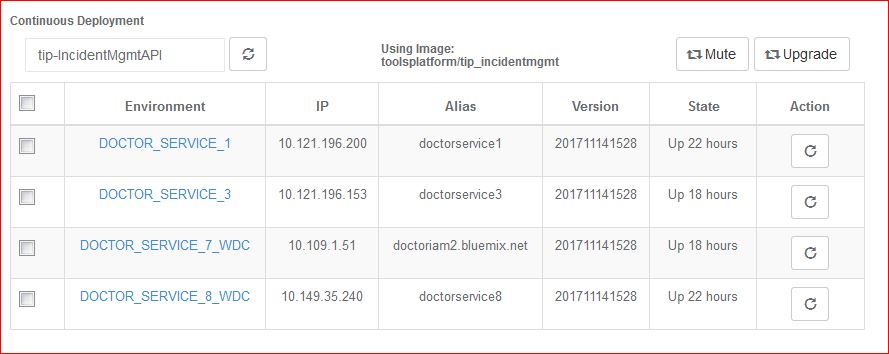 Continuous Deployment
tip-IncidentMgmtAPI
Using Image:
toolsplatform/tip_incidentmgmt
Mute Upgrade
Environment IP Alias Version State Action
DOCTOR_SERVICE_1 10.121.196.200 doctorservice1 201711141528 Up 22 hours
DOCTOR_SERVICE_3 10.121.196.153 doctorservice3 201711141528 Up 18 hours
DOCTOR_SERVICE_7_WDC 10.109.1.51 doctoriam2.bluemix.net 201711141528 Up 18 hours
DOCTOR_SERVICE_8_WDC 10.149.35.240 doctorservice8 201711141528 Up 22 hours